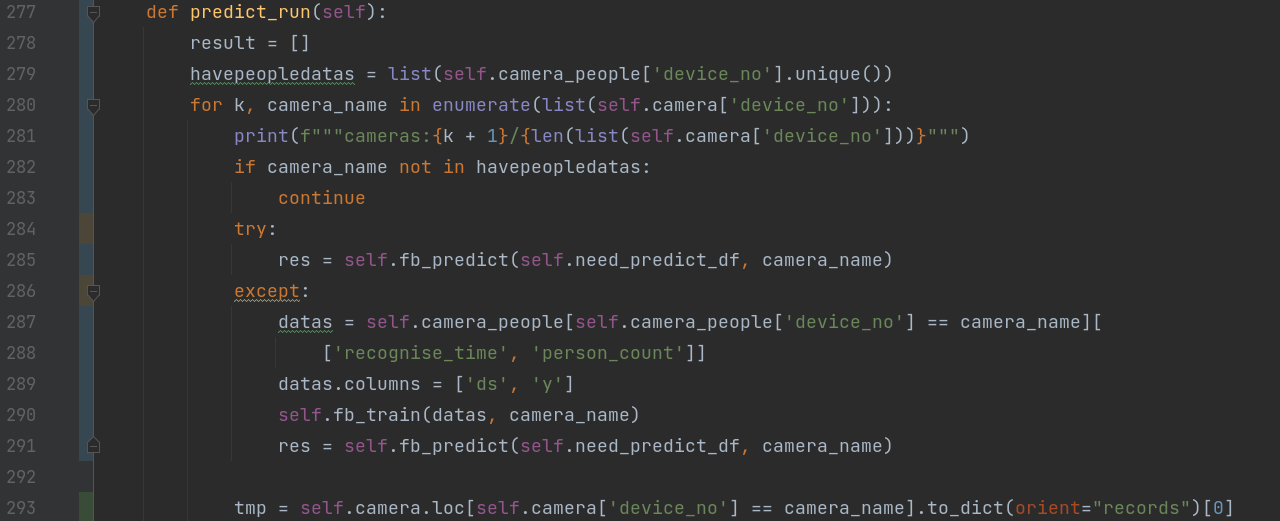 277 def predict_run(self):
278 result = []
279 havepeopledatas = list(self.camera_people['device_no'].unique())
280 for k, camera_name in enumerate(list(self.camera['device_no'])):
281 print(f"""cameras:{k + 1}/{len(list(self.camera['device_no']))}""")
282 if camera_name not in havepeopledatas:
283 continue
284 try:
285 res = self.fb_predict(self.need_predict_df, camera_name)
286 except:
287 datas = self.camera_people[self.camera_people['device_no'] == camera_name][
288 ['recognise_time', 'person_count']]
289 datas.columns = ['ds', 'y']
290 self.fb_train(datas, camera_name)
291 res = self.fb_predict(self.need_predict_df, camera_name)
292
293 tmp = self.camera.loc[self.camera['device_no'] == camera_name].to_dict(orient="records")[0]